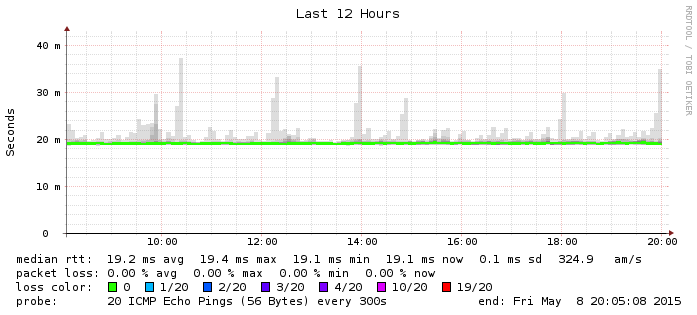 Last 12 Hours
RRDTOOL / TOBI OETIKER
Seconds
40 m
30 m
20 m
10 m
0
10:00 12:00 14:00 16:00 18:00 20:00
median rtt: 19.2 ms avg 19.4 ms max 19.1 ms min 19.1 ms now 0.1 ms sd 324.9 am/s
packet loss: 0.00 % avg 0.00 % max 0.00 % min 0.00 % now
loss color: 0 1/20 2/20 3/20 4/20 10/20 19/20
probe: 20 ICMP Echo Pings (56 Bytes) every 300s end: Fri May 8 20:05:08 2015